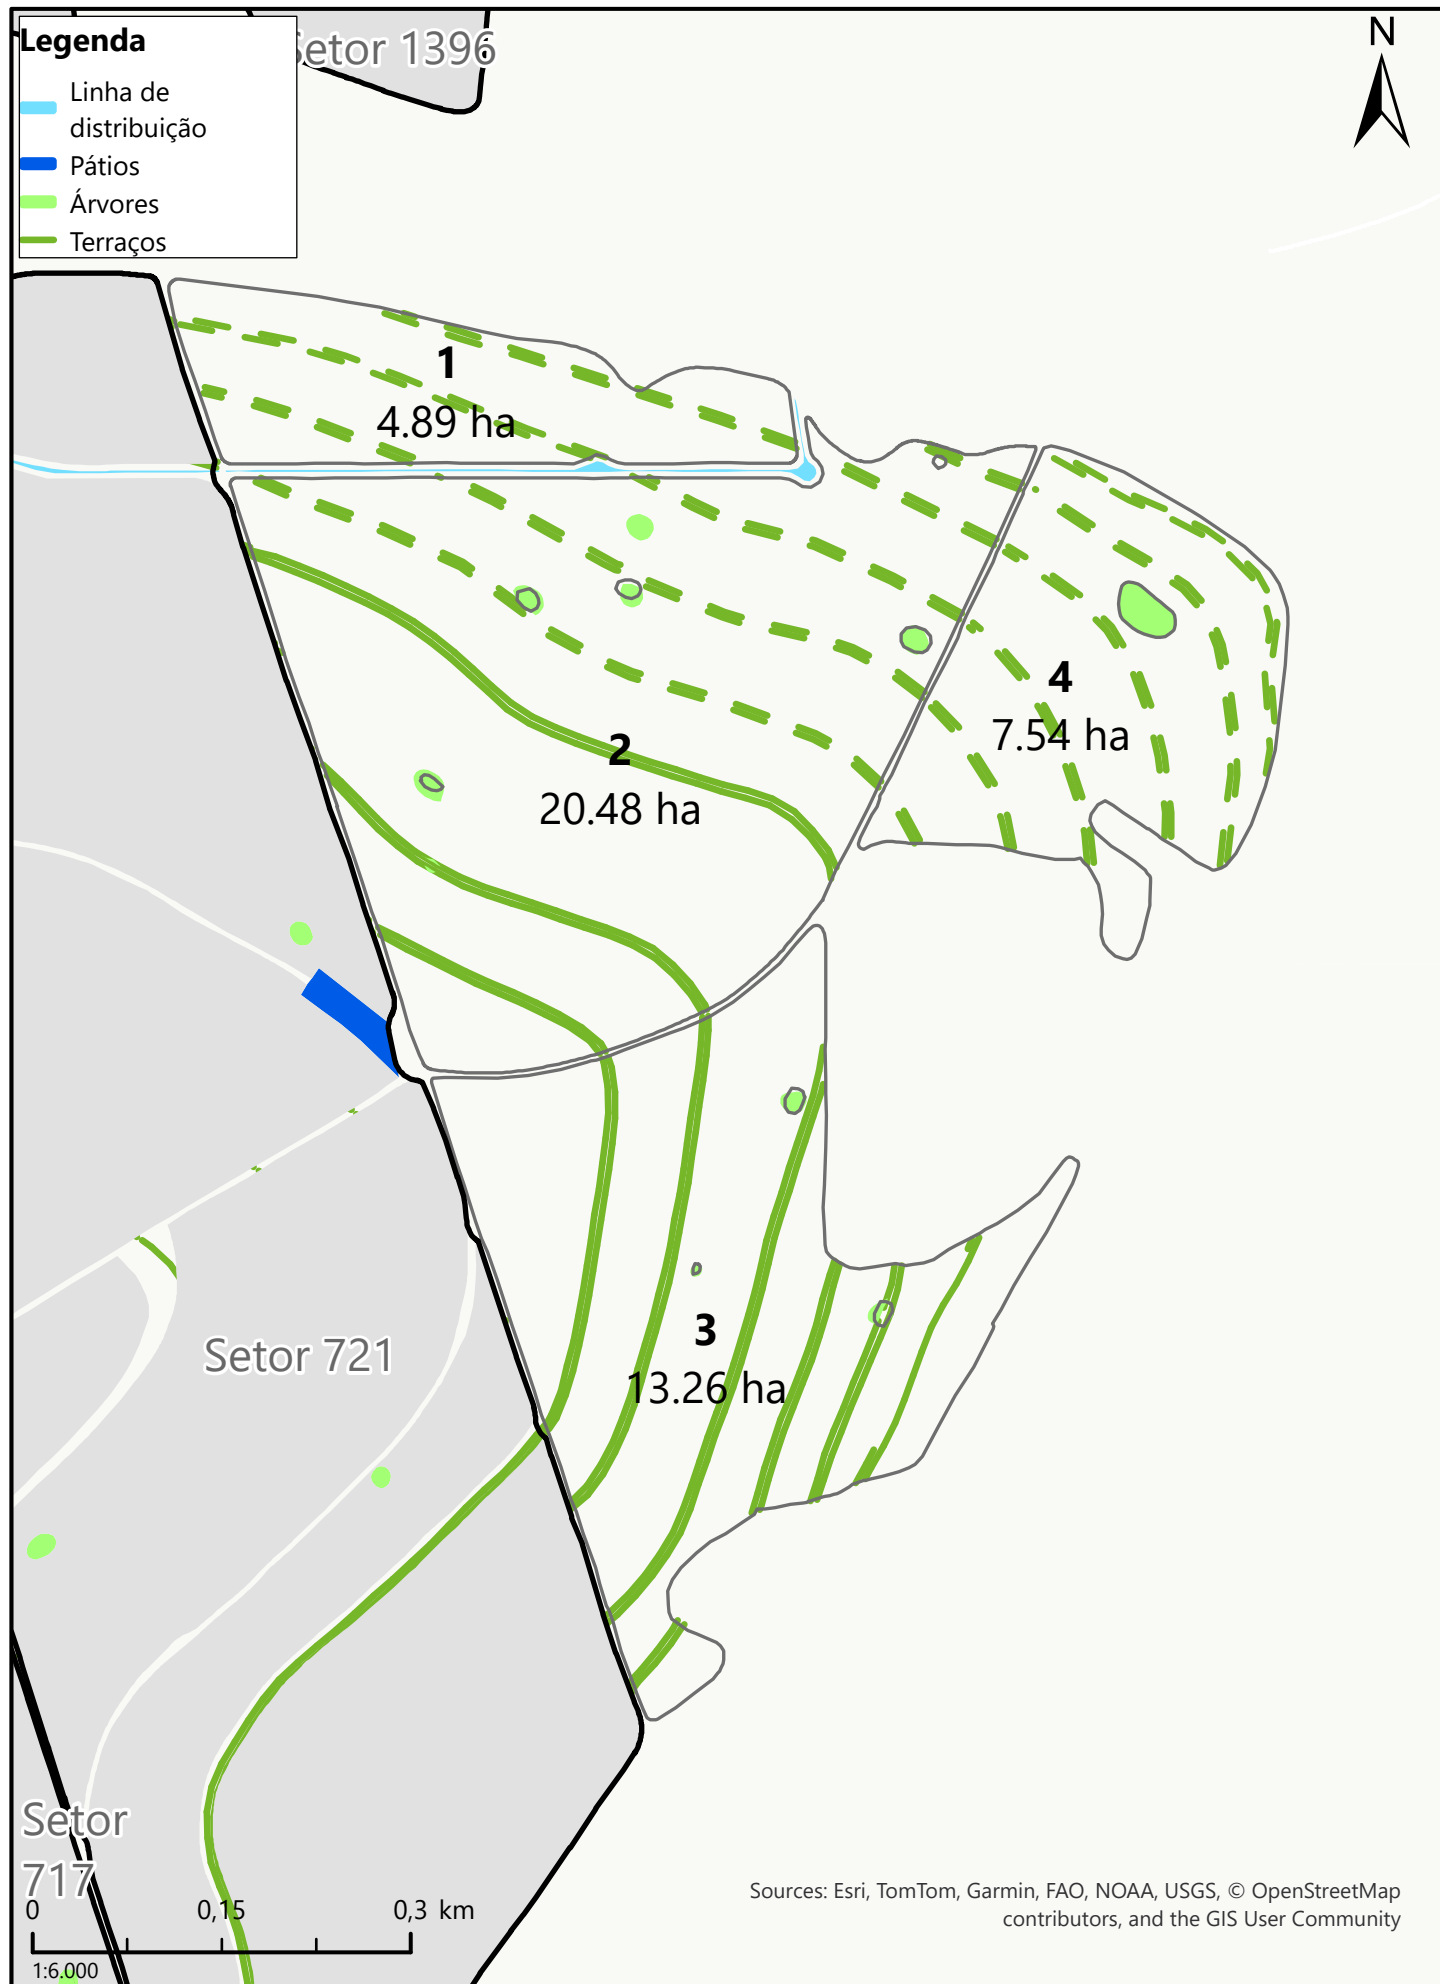 Legenda
Linha de
distribuição
Pátios
Árvores
Terraços
Setor 1396
N
1
4.89 ha
4
7.54 ha
2
20.48 ha
3
13.26 ha
Setor 721
Setor
717
0 0,15 0,3 km
1:6.000
Sources: Esri, TomTom, Garmin, FAO, NOAA, USGS, © OpenStreetMap
contributors, and the GIS User Community